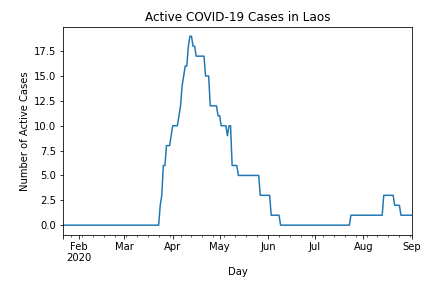 Active COVID-19 Cases in Laos
Number of Active Cases
17.5
15.0
12.5
10.0
7.5
5.0
2.5
0.0
Feb Mar Apr May Jun Jul Aug Sep
2020
Day